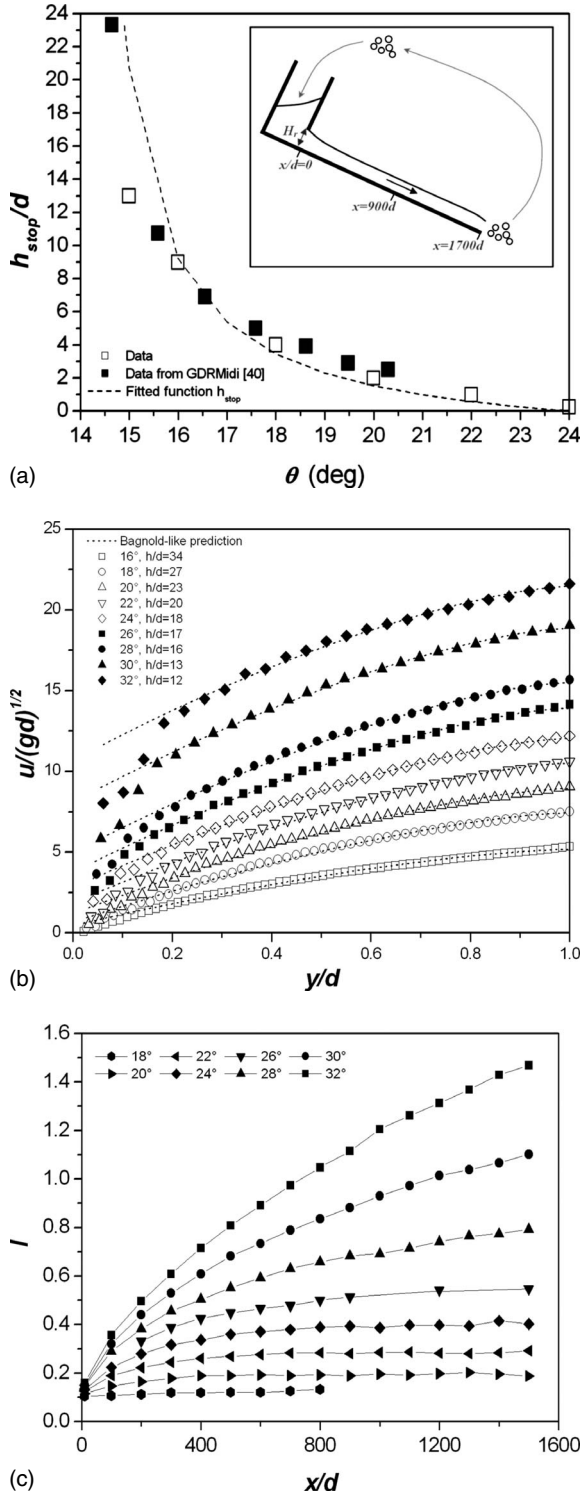 24
22
20
18
16
14
12
10
8
6
4
2
0
h_stop/d
H_r
x/d=0
x=900d
x=1700d
Data
Data from GDRMidi [40]
Fitted function h_stop
14 15 16 17 18 19 20 21 22 23 24
θ (deg)
(a)
25
20
15
10
5
0
u/(gd)^1/2
Bagnold-like prediction
16°, h/d=34
18°, h/d=27
20°, h/d=23
22°, h/d=20
24°, h/d=18
26°, h/d=17
28°, h/d=16
30°, h/d=13
32°, h/d=12
0.0 0.2 0.4 0.6 0.8 1.0
y/d
(b)
1.6
1.4
1.2
1.0
0.8
0.6
0.4
0.2
0.0
I
18° 22° 26° 30°
20° 24° 28° 32°
0 400 800 1200 1600
x/d
(c)